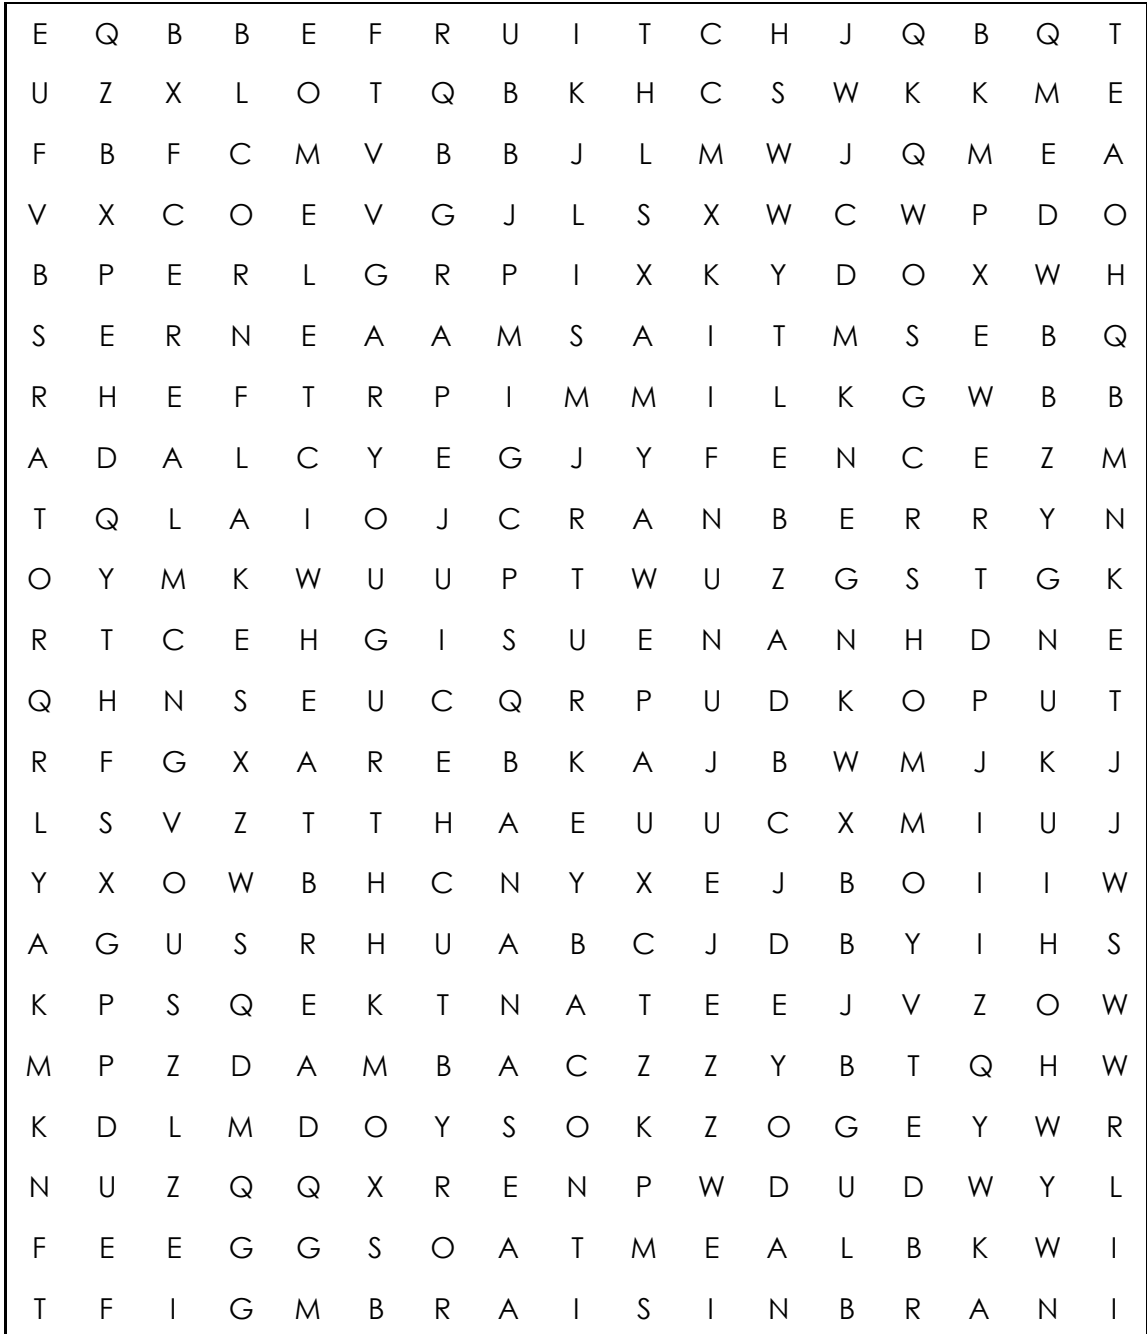 E Q B B E F R U I T C H J Q B Q T
U Z X L O T Q B K H C S W K K M E
F B F C M V B B J L M W J Q M E A
V X C O E V G J L S X W C W P D O
B P E R L G R P I X K Y D O X W H
S E R N E A A M S A I T M S E B Q
R H E F T R P I M M I L K G W B B
A D A L C Y E G J Y F E N C E Z M
T Q L A I O J C R A N B E R R Y N
O Y M K W U U P T W U Z G S T G K
R T C E H G I S U E N A N H D N E
Q H N S E U C Q R P U D K O P U T
R F G X A R E B K A J B W M J K J
L S V Z T T H A E U U C X M I U J
Y X O W B H C N Y X E J B O I I W
A G U S R H U A B C J D B Y I H S
K P S Q E K T N A T E E J V Z O W
M P Z D A M B A C Z Z Y B T Q H W
K D L M D O Y S O K Z O G E Y W R
N U Z Q Q X R E N P W D U D W Y L
F E E G G S O A T M E A L B K W I
T F I G M B R A I S I N B R A N I